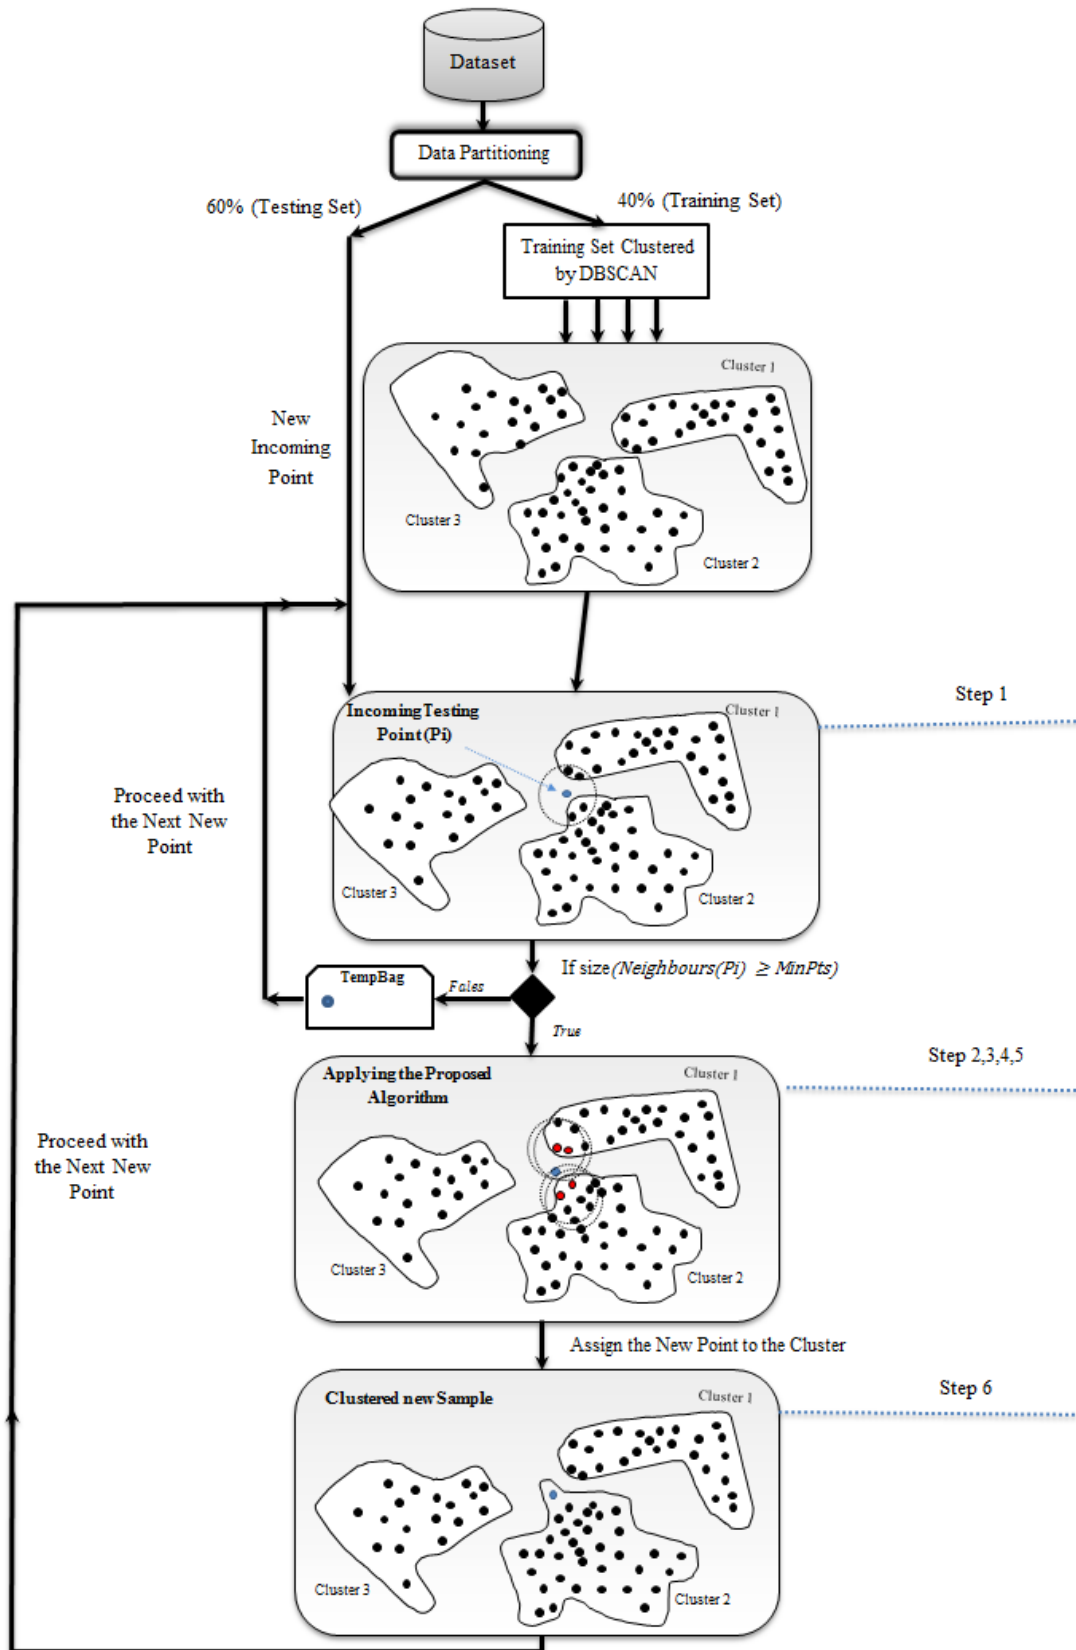 Dataset
Data Partitioning
60% (Testing Set)
40% (Training Set)
Training Set Clustered
by DBSCAN
New
Incoming
Point
Cluster 1
Cluster 3
Cluster 2
Incoming Testing
Point (Pi)
Cluster 1
Step 1
Proceed with
the Next New
Point
Cluster 3
Cluster 2
If size(Neighbours(Pi) ≥ MinPts)
TempBag
Fales
True
Applying the Proposed
Algorithm
Cluster 1
Step 2,3,4,5
Proceed with
the Next New
Point
Cluster 3
Cluster 2
Assign the New Point to the Cluster
Clustered new Sample
Cluster 1
Step 6
Cluster 3
Cluster 2